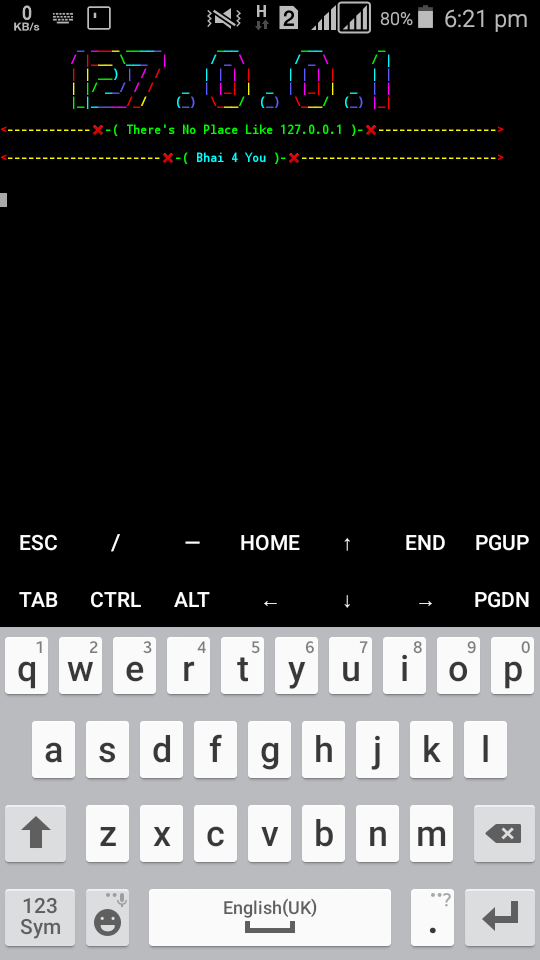 0 KB/s H 2 80% 6:21 pm
127.0.0.1
<------------❌-( There's No Place Like 127.0.0.1 )-❌----------------->
<----------------------❌-( Bhai 4 You )-❌---------------------------->
ESC / — HOME ↑ END PGUP
TAB CTRL ALT ← ↓ → PGDN
1 2 3 4 5 6 7 8 9 0
q w e r t y u i o p
a s d f g h j k l
z x c v b n m
123 Sym English(UK) . ?